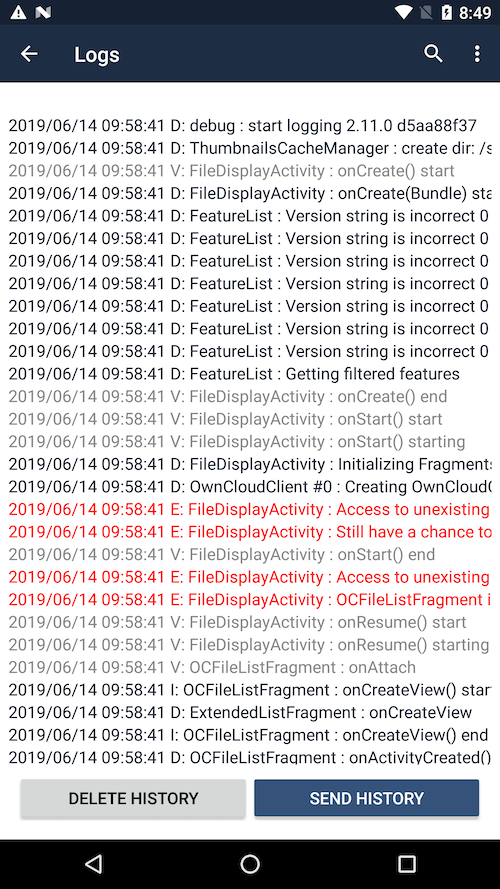 8:49
Logs
2019/06/14 09:58:41 D: debug : start logging 2.11.0 d5aa88f37
2019/06/14 09:58:41 D: ThumbnailsCacheManager : create dir: /s
2019/06/14 09:58:41 V: FileDisplayActivity : onCreate() start
2019/06/14 09:58:41 D: FileDisplayActivity : onCreate(Bundle) sta
2019/06/14 09:58:41 D: FeatureList : Version string is incorrect 0
2019/06/14 09:58:41 D: FeatureList : Version string is incorrect 0
2019/06/14 09:58:41 D: FeatureList : Version string is incorrect 0
2019/06/14 09:58:41 D: FeatureList : Version string is incorrect 0
2019/06/14 09:58:41 D: FeatureList : Version string is incorrect 0
2019/06/14 09:58:41 D: FeatureList : Version string is incorrect 0
2019/06/14 09:58:41 D: FeatureList : Version string is incorrect 0
2019/06/14 09:58:41 D: FeatureList : Getting filtered features
2019/06/14 09:58:41 V: FileDisplayActivity : onCreate() end
2019/06/14 09:58:41 V: FileDisplayActivity : onStart() start
2019/06/14 09:58:41 V: FileDisplayActivity : onStart() starting
2019/06/14 09:58:41 D: FileDisplayActivity : Initializing Fragments
2019/06/14 09:58:41 D: OwnCloudClient #0 : Creating OwnCloudC
2019/06/14 09:58:41 E: FileDisplayActivity : Access to unexisting
2019/06/14 09:58:41 E: FileDisplayActivity : Still have a chance to
2019/06/14 09:58:41 V: FileDisplayActivity : onStart() end
2019/06/14 09:58:41 E: FileDisplayActivity : Access to unexisting
2019/06/14 09:58:41 E: FileDisplayActivity : OCFileListFragment i
2019/06/14 09:58:41 V: FileDisplayActivity : onResume() start
2019/06/14 09:58:41 V: FileDisplayActivity : onResume() starting
2019/06/14 09:58:41 V: OCFileListFragment : onAttach
2019/06/14 09:58:41 I: OCFileListFragment : onCreateView() star
2019/06/14 09:58:41 D: ExtendedListFragment : onCreateView
2019/06/14 09:58:41 I: OCFileListFragment : onCreateView() end
2019/06/14 09:58:41 D: OCFileListFragment : onActivityCreated()
DELETE HISTORY
SEND HISTORY